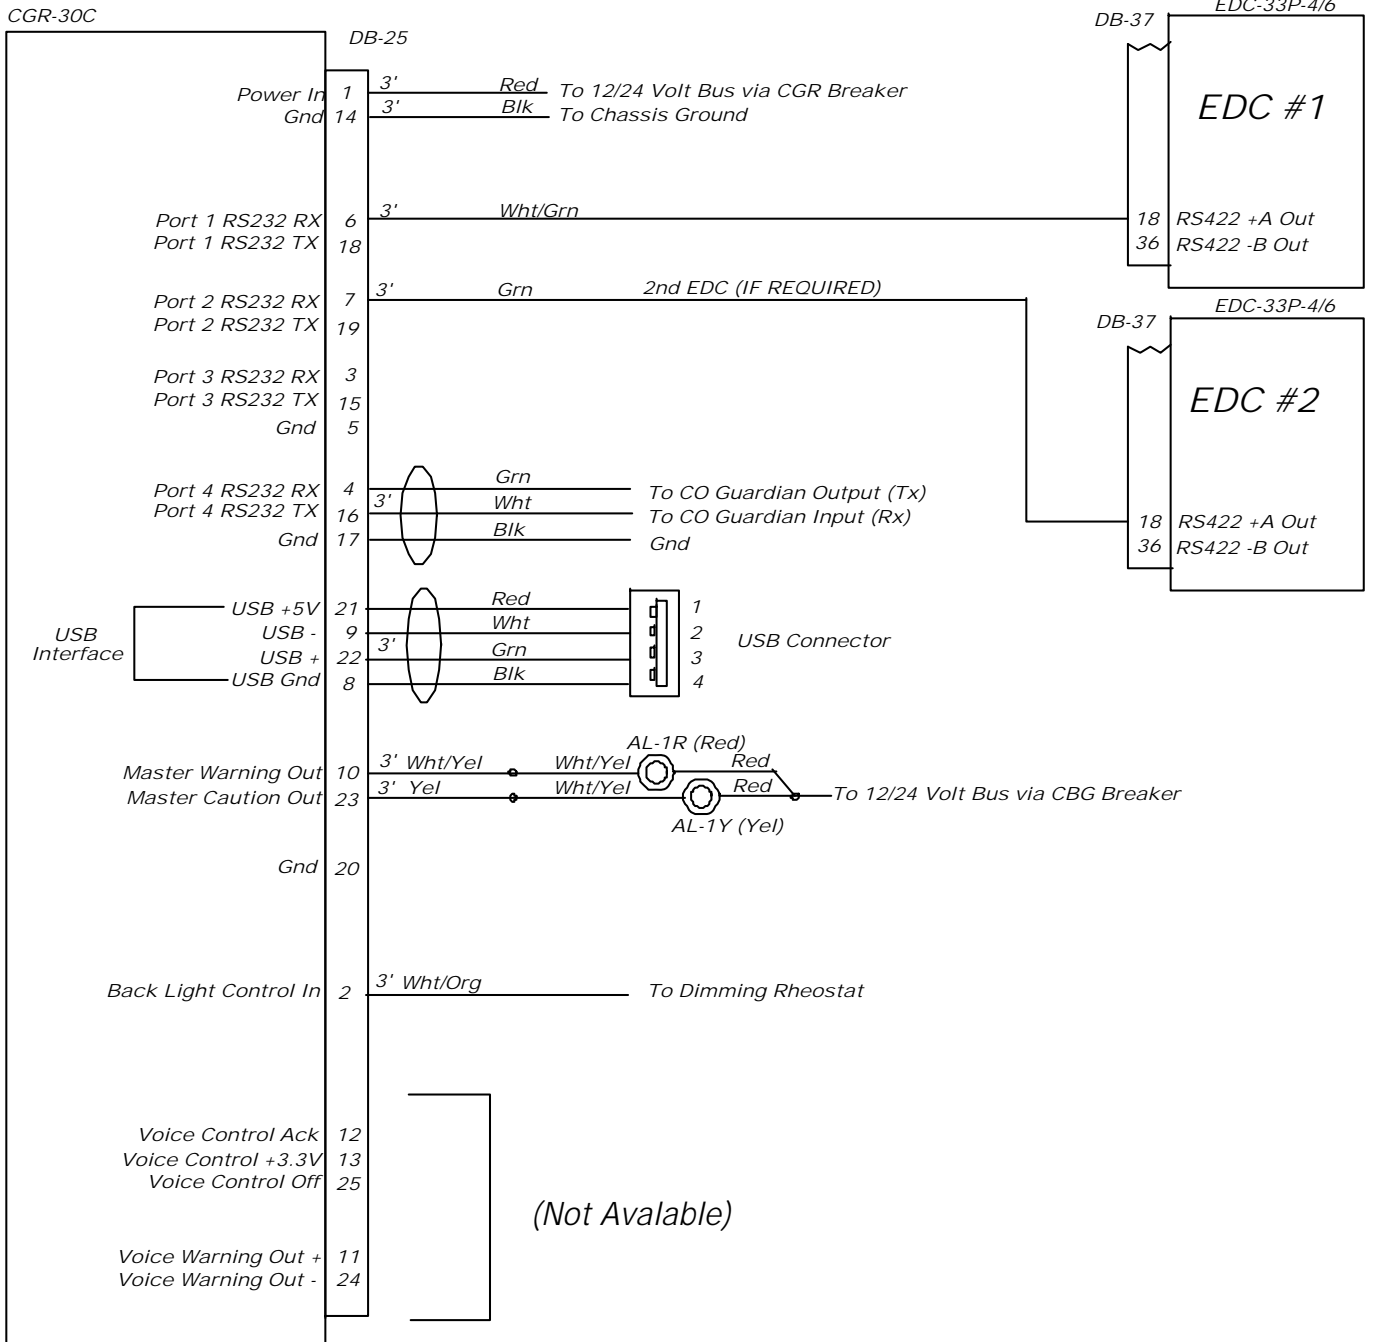 CGR-30C
DB-25
DB-37
EDC-33P-4/6
Power In 1 3' Red To 12/24 Volt Bus via CGR Breaker
Gnd 14 3' Blk To Chassis Ground
EDC #1
Port 1 RS232 RX 6 3' Wht/Grn 18 RS422 +A Out
Port 1 RS232 TX 18 36 RS422 -B Out
Port 2 RS232 RX 7 3' Grn 2nd EDC (IF REQUIRED)
Port 2 RS232 TX 19
DB-37
EDC-33P-4/6
EDC #2
Port 3 RS232 RX 3
Port 3 RS232 TX 15
Gnd 5
Port 4 RS232 RX 4 Grn To CO Guardian Output (Tx)
Port 4 RS232 TX 16 3' Wht To CO Guardian Input (Rx)
Gnd 17 Blk Gnd
18 RS422 +A Out
36 RS422 -B Out
USB Interface
USB +5V 21 Red 1
USB - 9 Wht 2
3'
USB + 22 Grn 3
USB Gnd 8 Blk 4
USB Connector
AL-1R (Red)
Master Warning Out 10 3' Wht/Yel Wht/Yel Red
Master Caution Out 23 3' Yel Wht/Yel Red To 12/24 Volt Bus via CBG Breaker
AL-1Y (Yel)
Gnd 20
Back Light Control In 2 3' Wht/Org To Dimming Rheostat
Voice Control Ack 12
Voice Control +3.3V 13
Voice Control Off 25
(Not Avalable)
Voice Warning Out + 11
Voice Warning Out - 24